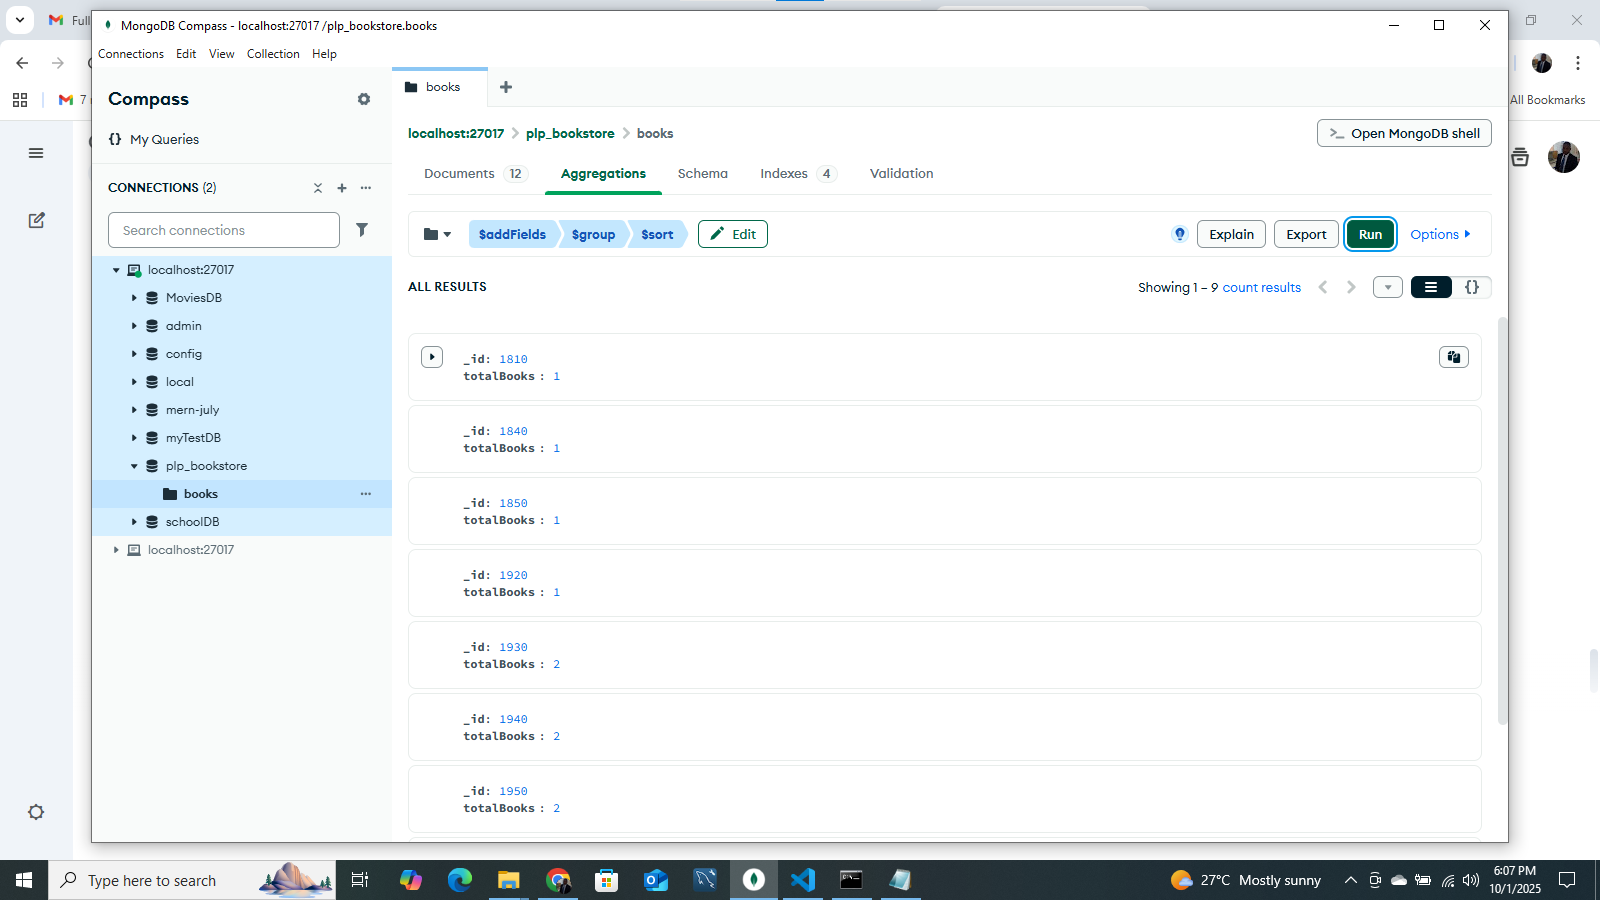 Full
MongoDB Compass - localhost:27017 /plp_bookstore.books
Connections Edit View Collection Help
7
All Bookmarks
Compass
{} My Queries
CONNECTIONS (2)
Search connections
localhost:27017
MoviesDB
admin
config
local
mern-july
myTestDB
plp_bookstore
books
schoolDB
localhost:27017
books
localhost:27017 > plp_bookstore > books
>_ Open MongoDB shell
Documents 12 Aggregations Schema Indexes 4 Validation
$addFields $group $sort Edit
Explain Export Run Options
ALL RESULTS
Showing 1 – 9 count results
{}
_id: 1810
totalBooks : 1
_id: 1840
totalBooks : 1
_id: 1850
totalBooks : 1
_id: 1920
totalBooks : 1
_id: 1930
totalBooks : 2
_id: 1940
totalBooks : 2
_id: 1950
totalBooks : 2
Type here to search
27°C Mostly sunny
6:07 PM
10/1/2025